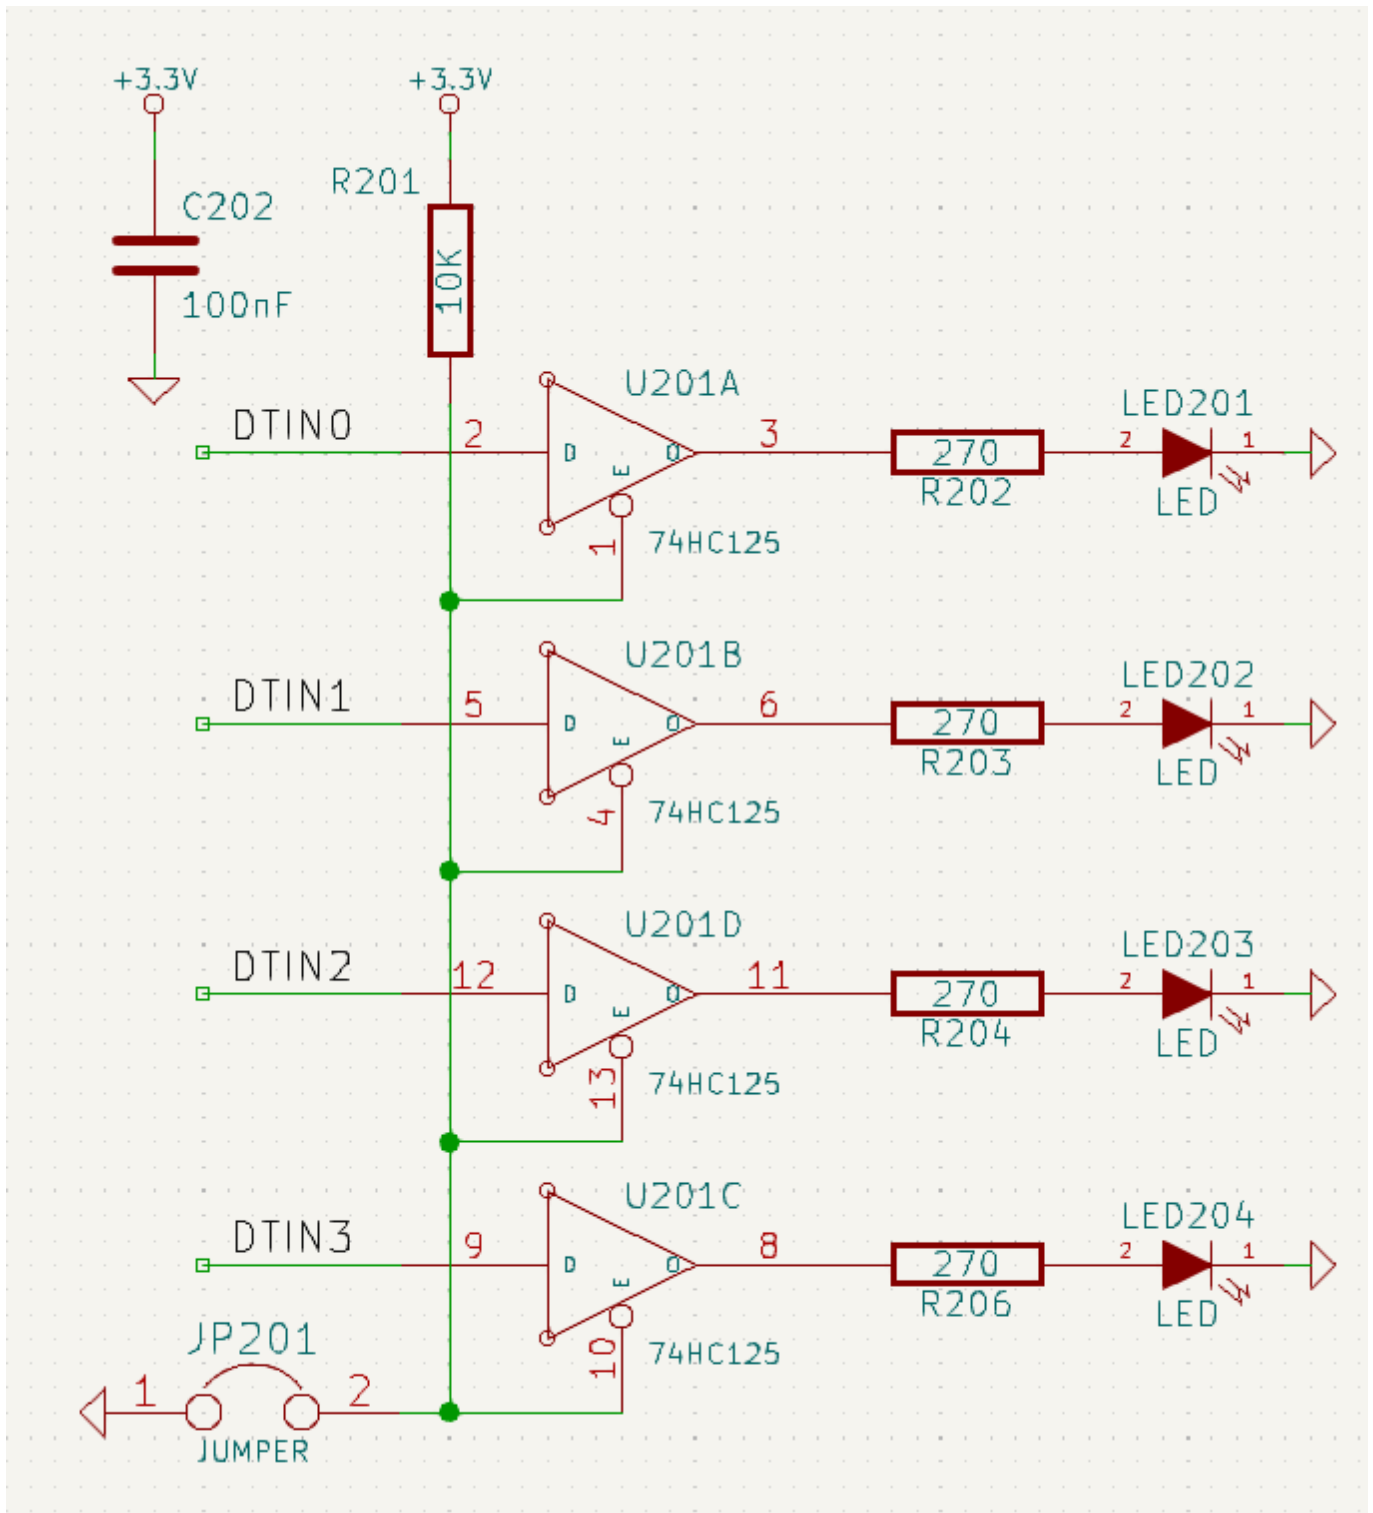 +3.3V
+3.3V
R201
C202
10K
100nF
DTIN0
2
D
E
O
1
U201A
74HC125
3
270
R202
LED201
2
1
LED
DTIN1
5
D
E
O
4
U201B
74HC125
6
270
R203
LED202
2
1
LED
DTIN2
12
D
E
O
13
U201D
74HC125
11
270
R204
LED203
2
1
LED
DTIN3
9
D
E
O
10
U201C
74HC125
8
270
R206
LED204
2
1
LED
JP201
1
2
JUMPER